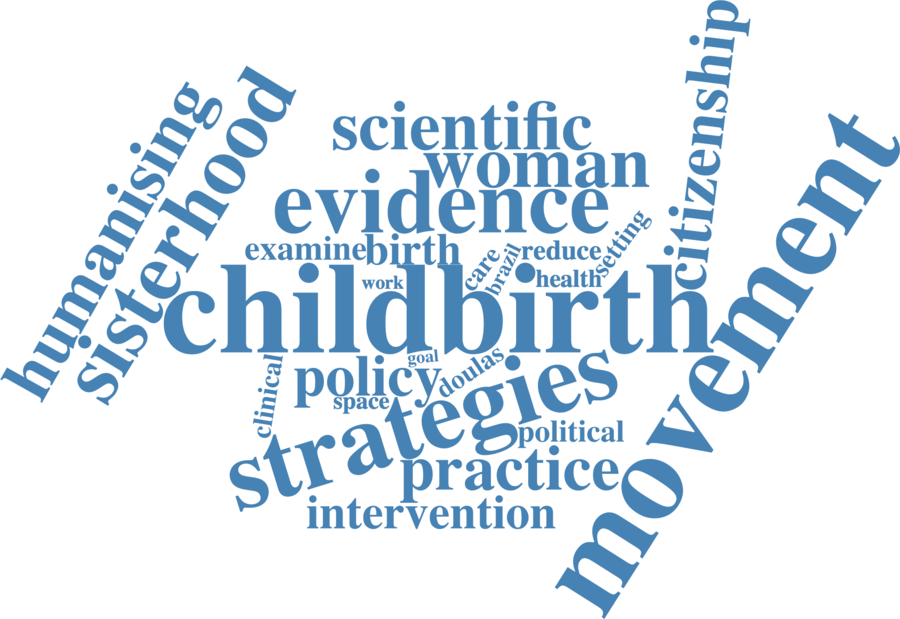 humanising
sisterhood
scientific
woman
evidence
citizenship
movement
examine
birth
care
brazil
reduce
setting
work
health
childbirth
clinical
policy
goal
space
doulas
strategies
political
practice
intervention